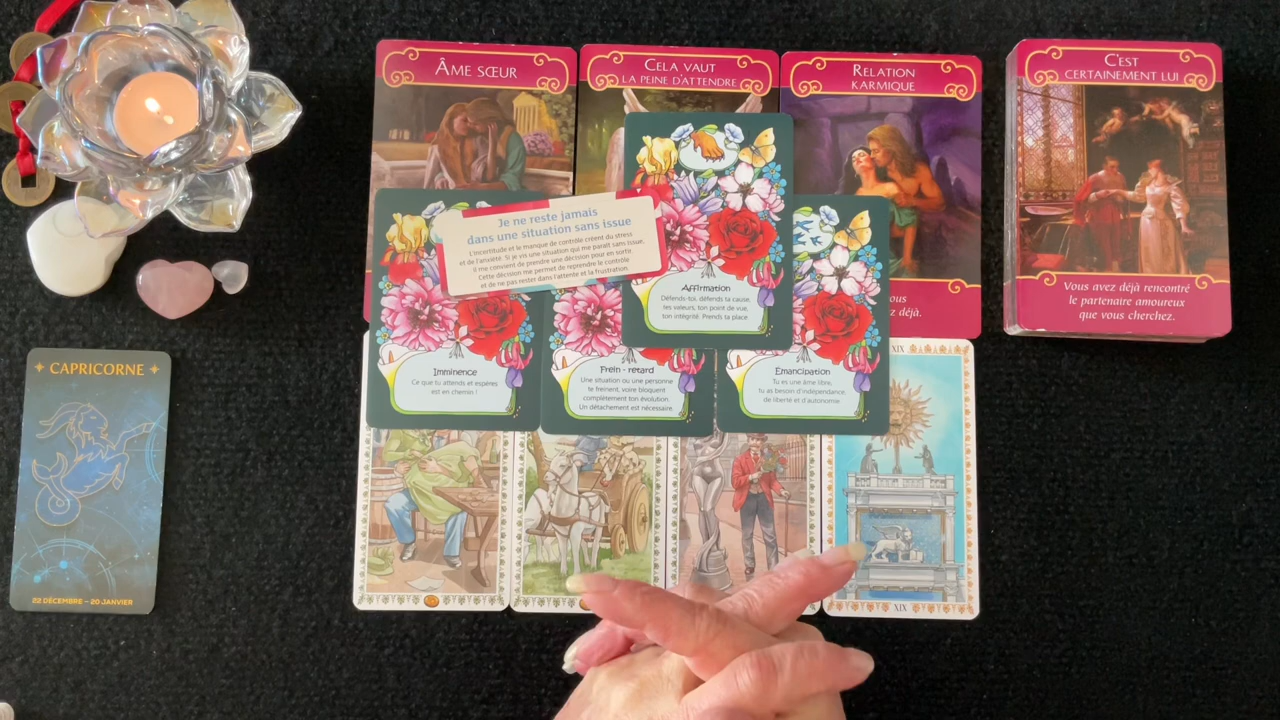 ÂME SŒUR
CELA VAUT
LA PEINE D'ATTENDRE
RELATION
KARMIQUE
C'EST
CERTAINEMENT LUI
Je ne reste jamais
dans une situation sans issue
L'incertitude et le manque de contrôle créent du stress
et de l'anxiété. Si je vis une situation qui me paraît sans issue,
il me convient de prendre une décision pour en sortir.
Cette décision me permet de reprendre le contrôle
et de ne pas rester dans l'attente et la frustration.
Affirmation
Défends-toi, défends ta cause,
tes valeurs, ton point de vue,
ton intégrité. Prends ta place.
Vous avez déjà rencontré
le partenaire amoureux
que vous cherchez.
ous
z déjà.
XIX
CAPRICORNE
Imminence
Ce que tu attends et espères
est en chemin !
Frein - retard
Une situation ou une personne
te freinent, voire bloquent
complètement ton évolution.
Un détachement est nécessaire.
Emancipation
Tu es une âme libre,
tu as besoin d'indépendance,
de liberté et d'autonomie.
22 DÉCEMBRE – 20 JANVIER
XIX